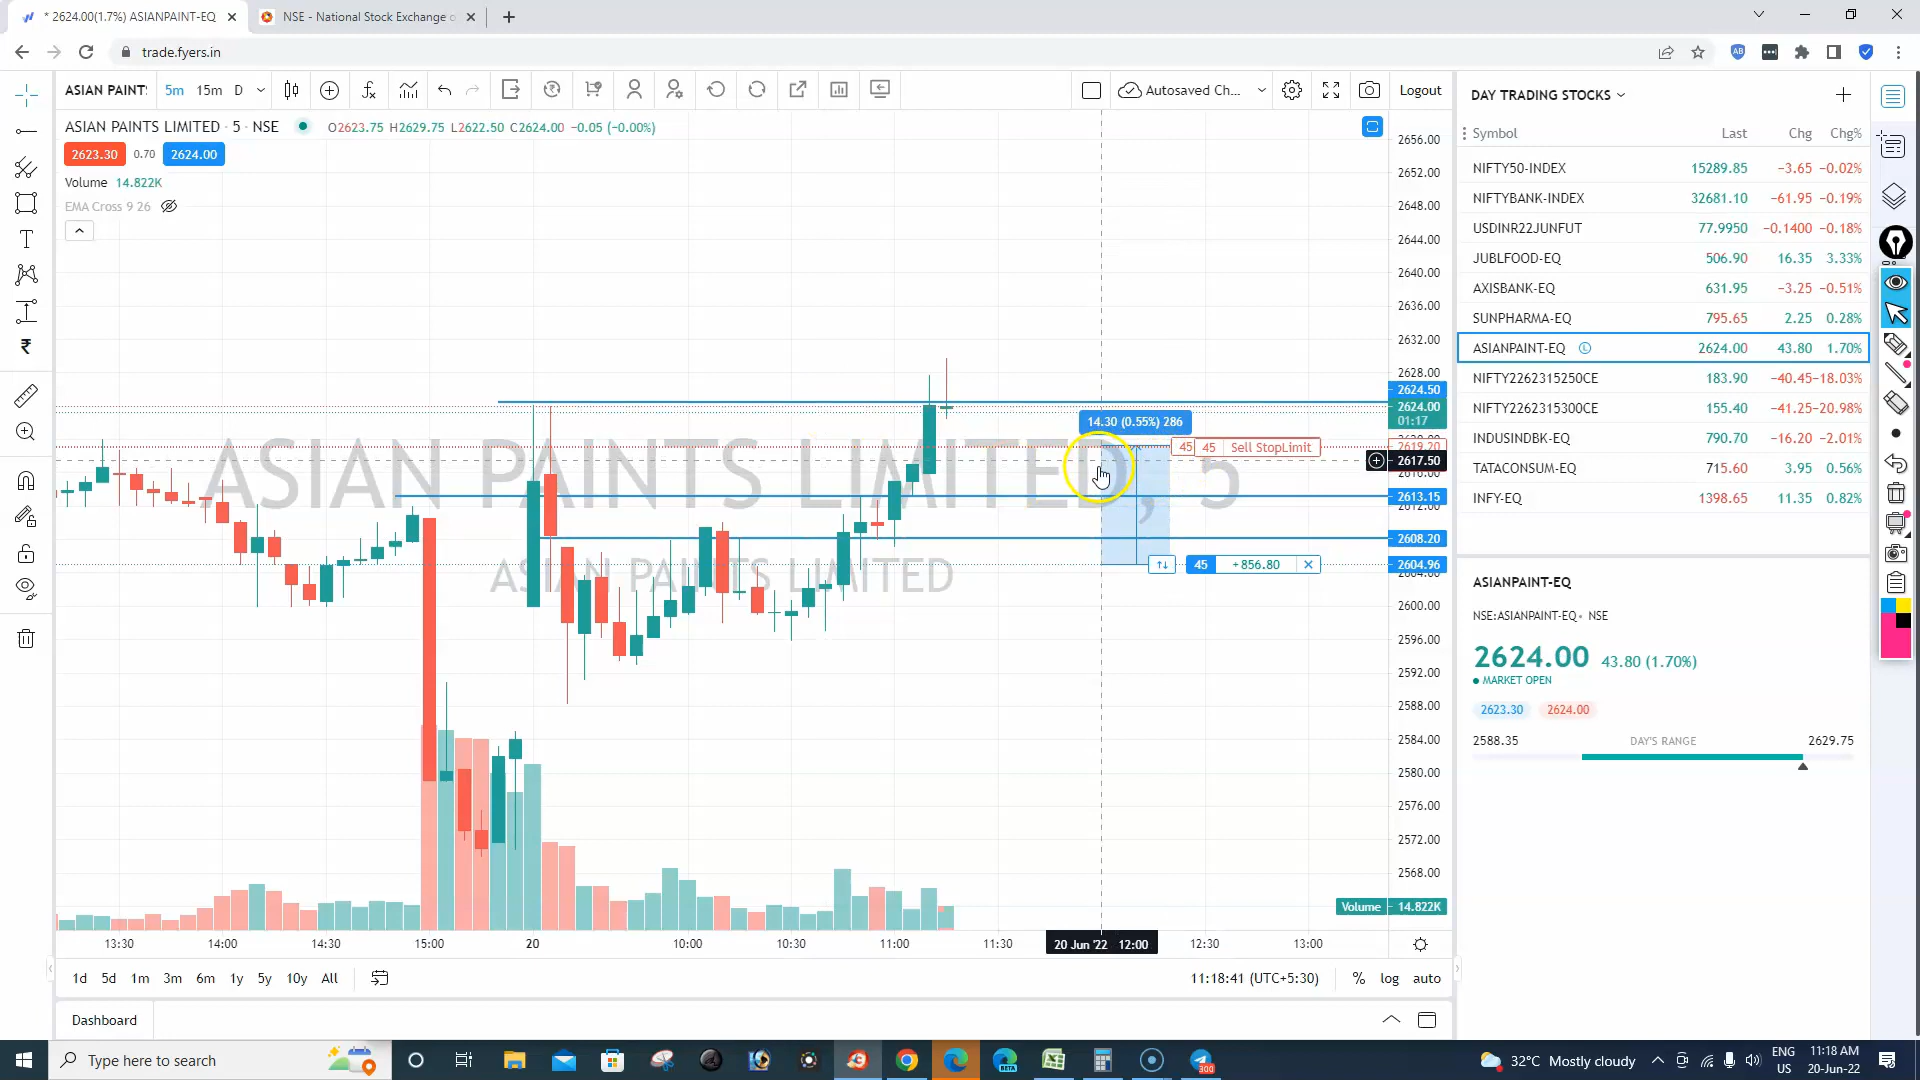 * 2624.00(1.7%) ASIANPAINT-EQ
NSE - National Stock Exchange o
trade.fyers.in
ASIAN PAINT:
5m 15m D
Autosaved Ch...
Logout
ASIAN PAINTS LIMITED · 5 · NSE
O2623.75 H2629.75 L2622.50 C2624.00 −0.05 (−0.00%)
2623.30 0.70 2624.00
Volume 14.822K
EMA Cross 9 26
ASIAN PAINTS LIMITED, 5
ASIAN PAINTS LIMITED
14.30 (0.55%) 286
45 45 Sell StopLimit
45 +856.80
2656.00
2652.00
2648.00
2644.00
2640.00
2636.00
2632.00
2628.00
2624.50
2624.00
01:17
2619.20
2617.50
2616.00
2613.15
2612.00
2608.20
2604.96
2604.00
2600.00
2596.00
2592.00
2588.00
2584.00
2580.00
2576.00
2572.00
2568.00
Volume 14.822K
13:30 14:00 14:30 15:00 20 10:00 10:30 11:00 11:30 20 Jun '22 12:00 12:30 13:00
1d 5d 1m 3m 6m 1y 5y 10y All
11:18:41 (UTC+5:30) % log auto
Dashboard
DAY TRADING STOCKS
Symbol Last Chg Chg%
NIFTY50-INDEX 15289.85 −3.65 −0.02%
NIFTYBANK-INDEX 32681.10 −61.95 −0.19%
USDINR22JUNFUT 77.9950 −0.1400 −0.18%
JUBLFOOD-EQ 506.90 16.35 3.33%
AXISBANK-EQ 631.95 −3.25 −0.51%
SUNPHARMA-EQ 795.65 2.25 0.28%
ASIANPAINT-EQ L 2624.00 43.80 1.70%
NIFTY2262315250CE 183.90 −40.45 −18.03%
NIFTY2262315300CE 155.40 −41.25 −20.98%
INDUSINDBK-EQ 790.70 −16.20 −2.01%
TATACONSUM-EQ 715.60 3.95 0.56%
INFY-EQ 1398.65 11.35 0.82%
ASIANPAINT-EQ
NSE:ASIANPAINT-EQ • NSE
2624.00 43.80 (1.70%)
MARKET OPEN
2623.30 2624.00
2588.35 DAY'S RANGE 2629.75
Type here to search
BETA
300
32°C Mostly cloudy
ENG
US
11:18 AM
20-Jun-22